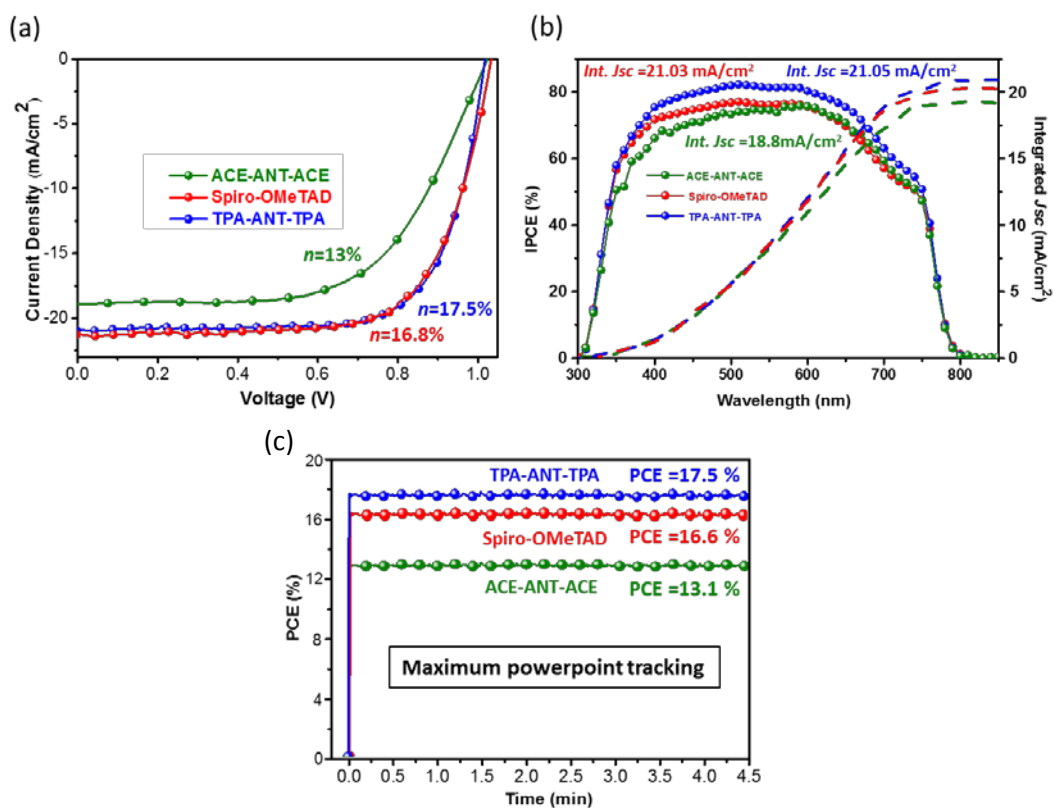 (a)
0
-5
-10
-15
-20
Current Density (mA/cm²)
ACE-ANT-ACE
Spiro-OMeTAD
TPA-ANT-TPA
n=13%
n=17.5%
n=16.8%
0.0 0.2 0.4 0.6 0.8 1.0
Voltage (V)
(b)
Int. Jsc =21.03 mA/cm² Int. Jsc =21.05 mA/cm²
Int. Jsc =18.8mA/cm²
ACE-ANT-ACE
Spiro-OMeTAD
TPA-ANT-TPA
80
60
40
20
0
IPCE (%)
20
15
10
5
0
Integrated Jsc (mA/cm²)
80
300 400 500 600 700 800
Wavelength (nm)
(c)
20
16
12
8
4
0
PCE (%)
TPA-ANT-TPA PCE =17.5 %
Spiro-OMeTAD PCE =16.6 %
ACE-ANT-ACE PCE =13.1 %
Maximum powerpoint tracking
0.0 0.5 1.0 1.5 2.0 2.5 3.0 3.5 4.0 4.5
Time (min)